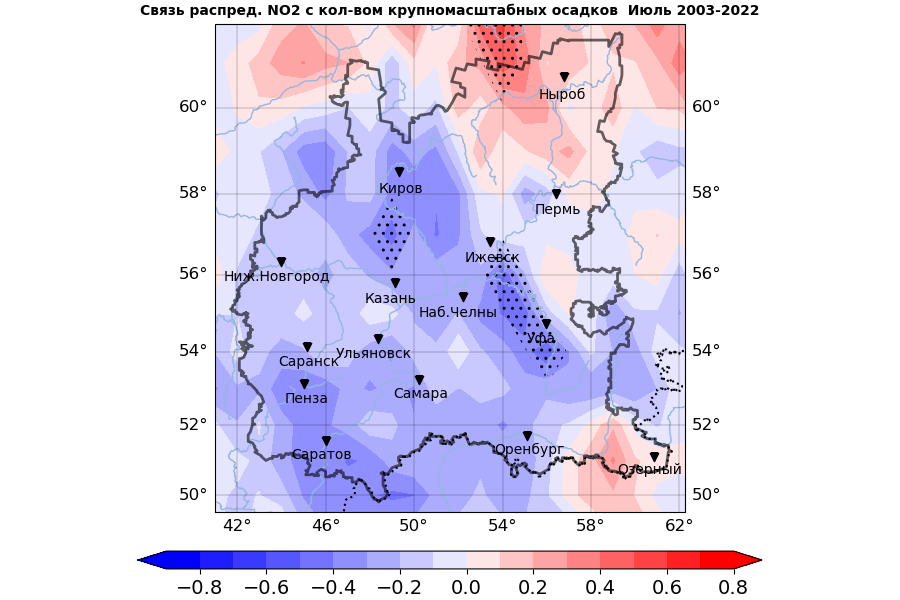 Связь распред. NO2 с кол-вом крупномасштабных осадков Июль 2003-2022
Ныроб
60° 60°
Киров
58° 58°
Пермь
Ижевск
56° 56°
Ниж.Новгород
Казань
Наб.Челны
Уфа
54° 54°
Ульяновск
Саранск
Самара
Пенза
52° 52°
Оренбург
Саратов
Озерный
50° 50°
42° 46° 50° 54° 58° 62°
−0.8 −0.6 −0.4 −0.2 0.0 0.2 0.4 0.6 0.8